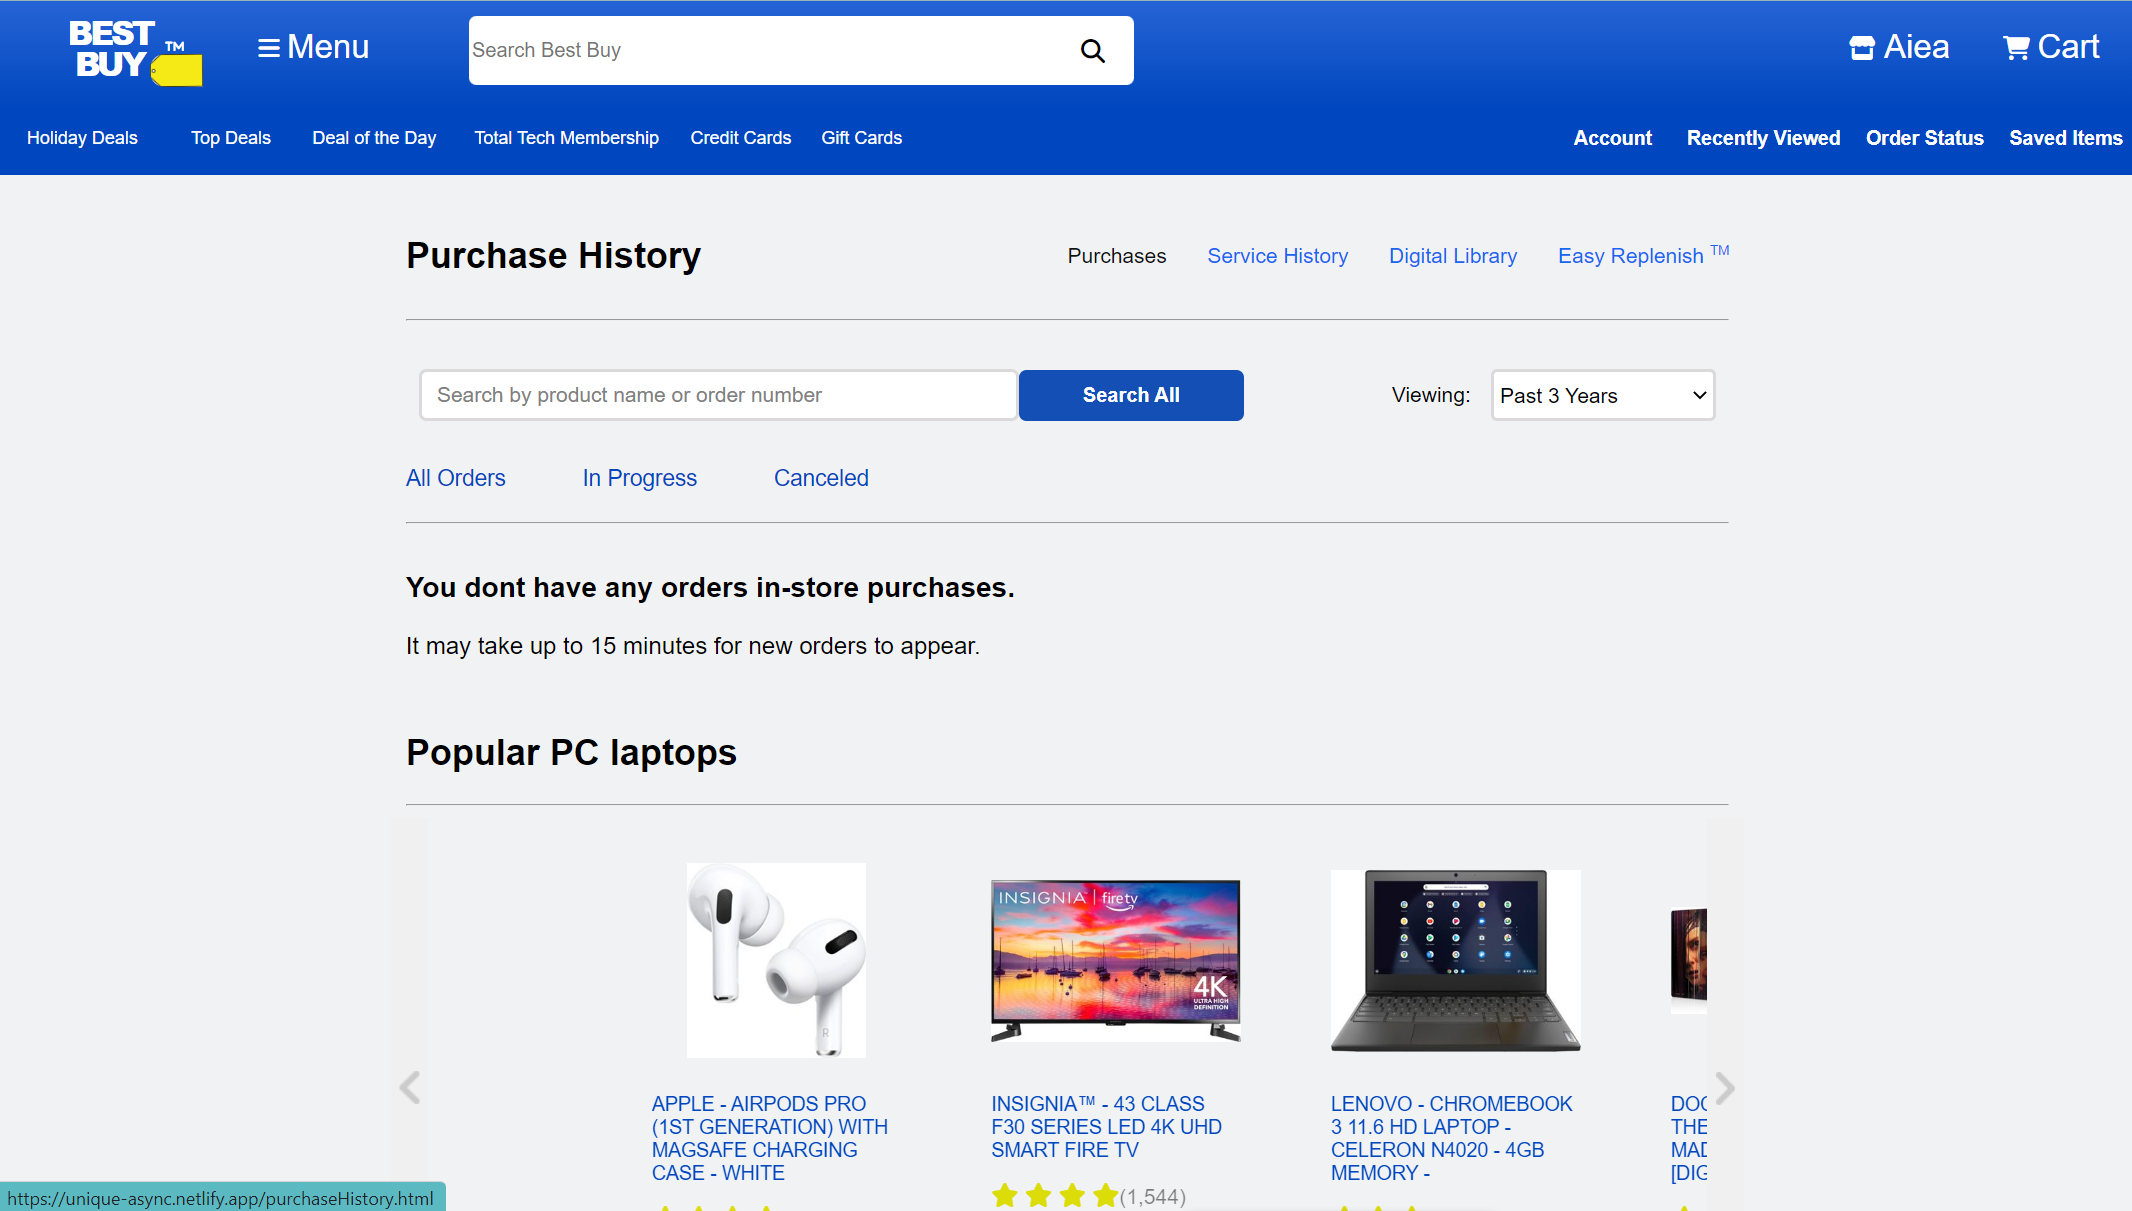 BEST
BUY
TM
Menu
Search Best Buy
Aiea
Cart
Holiday Deals
Top Deals
Deal of the Day
Total Tech Membership
Credit Cards
Gift Cards
Account
Recently Viewed
Order Status
Saved Items
Purchase History
Purchases
Service History
Digital Library
Easy Replenish TM
Search by product name or order number
Search All
Viewing:
Past 3 Years
All Orders
In Progress
Canceled
You dont have any orders in-store purchases.
It may take up to 15 minutes for new orders to appear.
Popular PC laptops
INSIGNIA™ | fire tv
4K
ULTRA HIGH
DEFINITION
R
APPLE - AIRPODS PRO
(1ST GENERATION) WITH
MAGSAFE CHARGING
CASE - WHITE
INSIGNIA™ - 43 CLASS
F30 SERIES LED 4K UHD
SMART FIRE TV
(1,544)
LENOVO - CHROMEBOOK
3 11.6 HD LAPTOP -
CELERON N4020 - 4GB
MEMORY -
DOC
THE
MAD
[DIG
https://unique-async.netlify.app/purchaseHistory.html